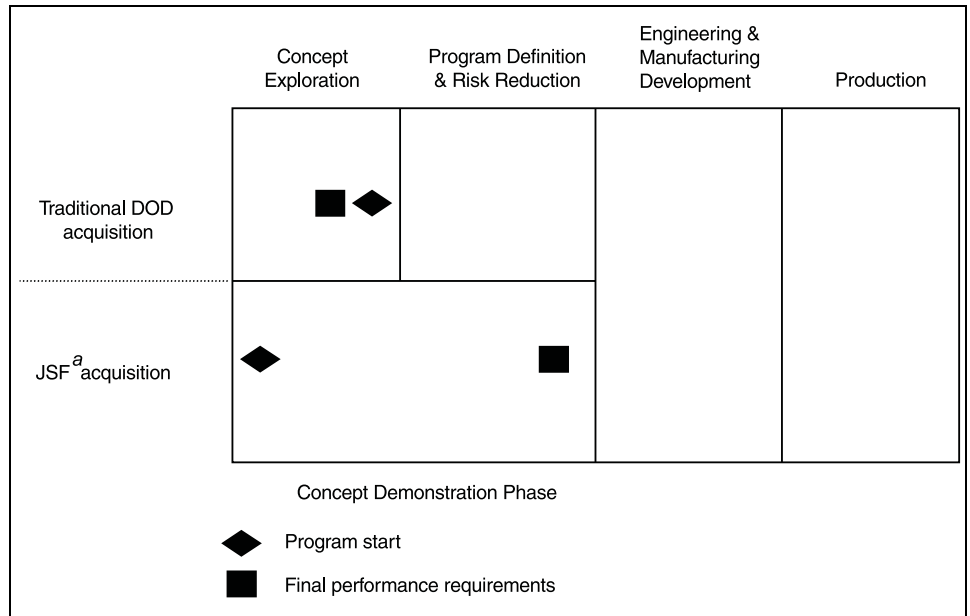 Concept
Exploration
Program Definition
& Risk Reduction
Engineering &
Manufacturing
Development
Production
Traditional DOD
acquisition
JSF a acquisition
Concept Demonstration Phase
Program start
Final performance requirements